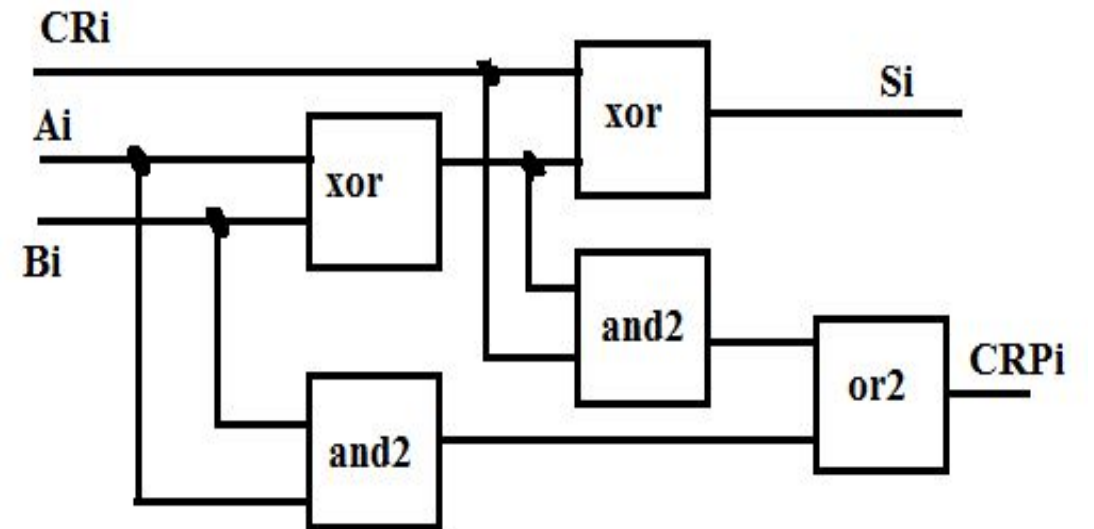 CRi
Ai
Bi
xor
xor
Si
and2
and2
or2
CRPi